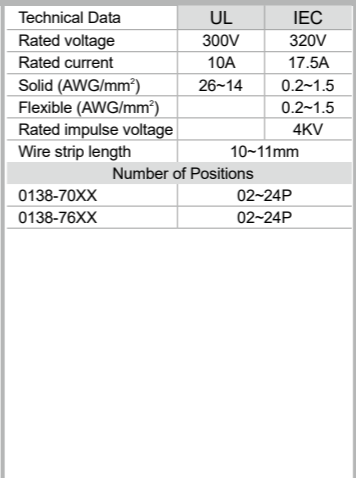 Technical Data UL IEC
Rated voltage 300V 320V
Rated current 10A 17.5A
Solid (AWG/mm²) 26~14 0.2~1.5
Flexible (AWG/mm²) 0.2~1.5
Rated impulse voltage 4KV
Wire strip length 10~11mm
Number of Positions
0138-70XX 02~24P
0138-76XX 02~24P